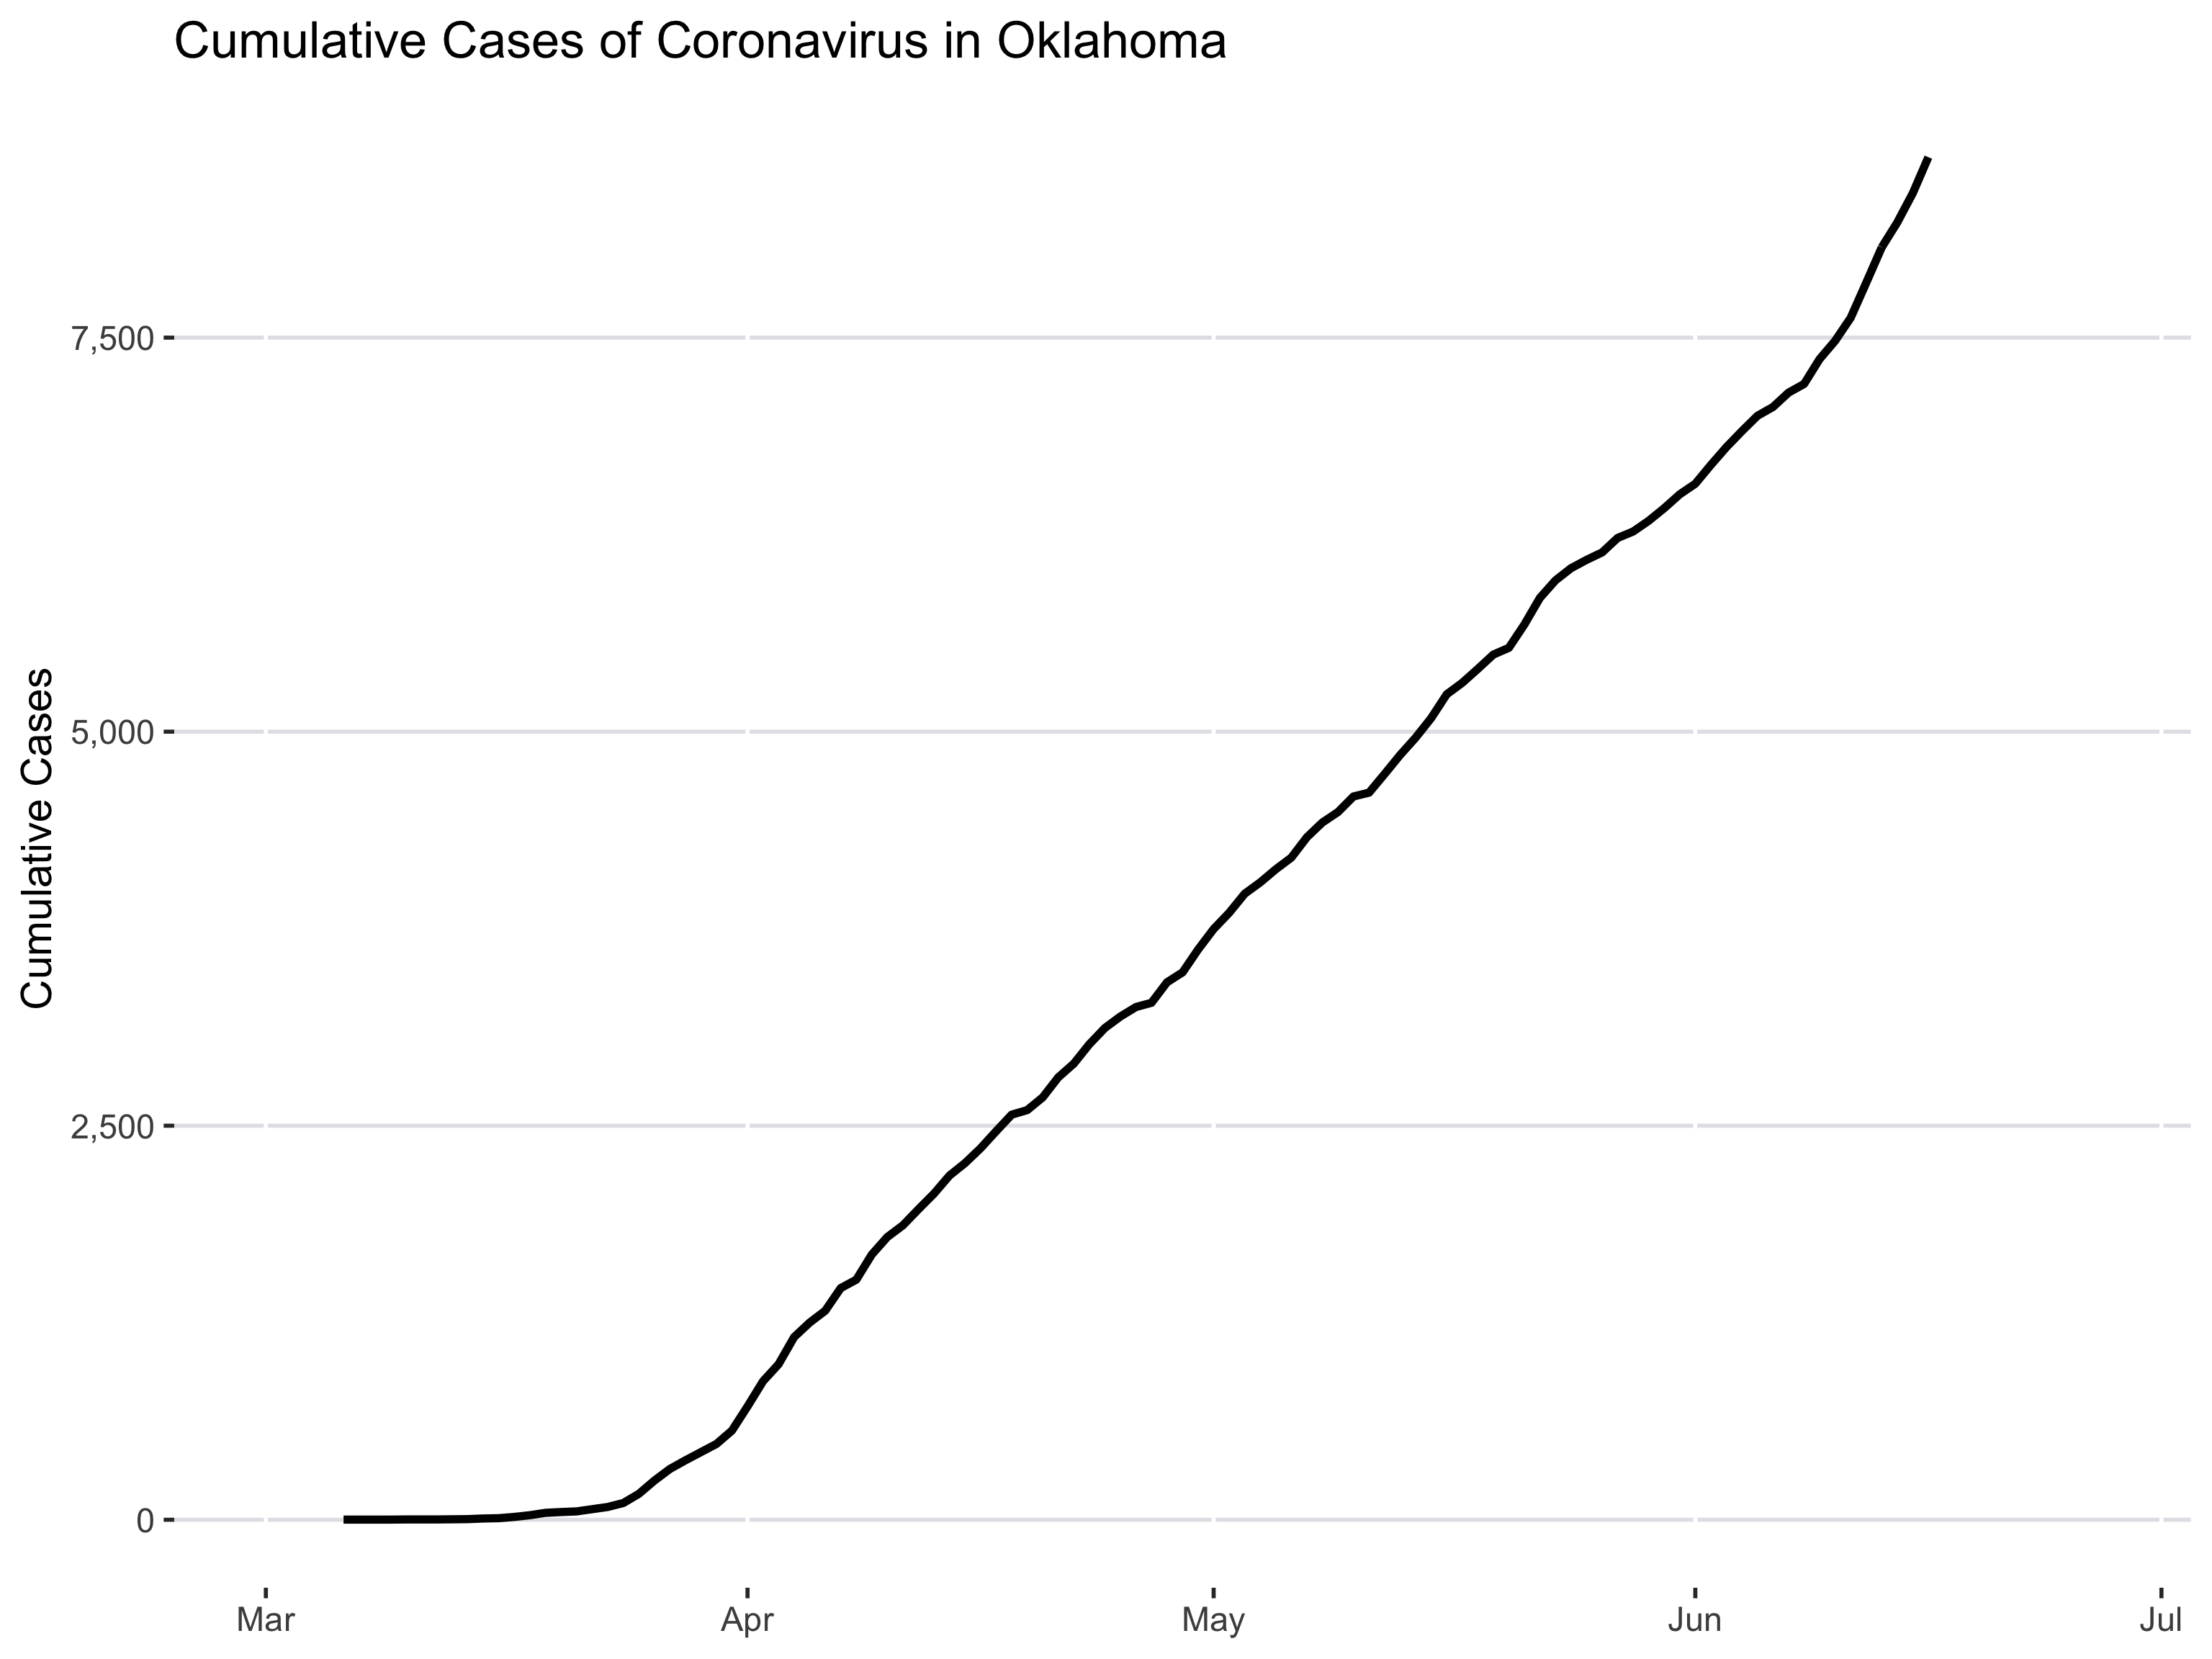 Cumulative Cases of Coronavirus in Oklahoma
Cumulative Cases
7,500
5,000
2,500
0
Mar Apr May Jun Jul